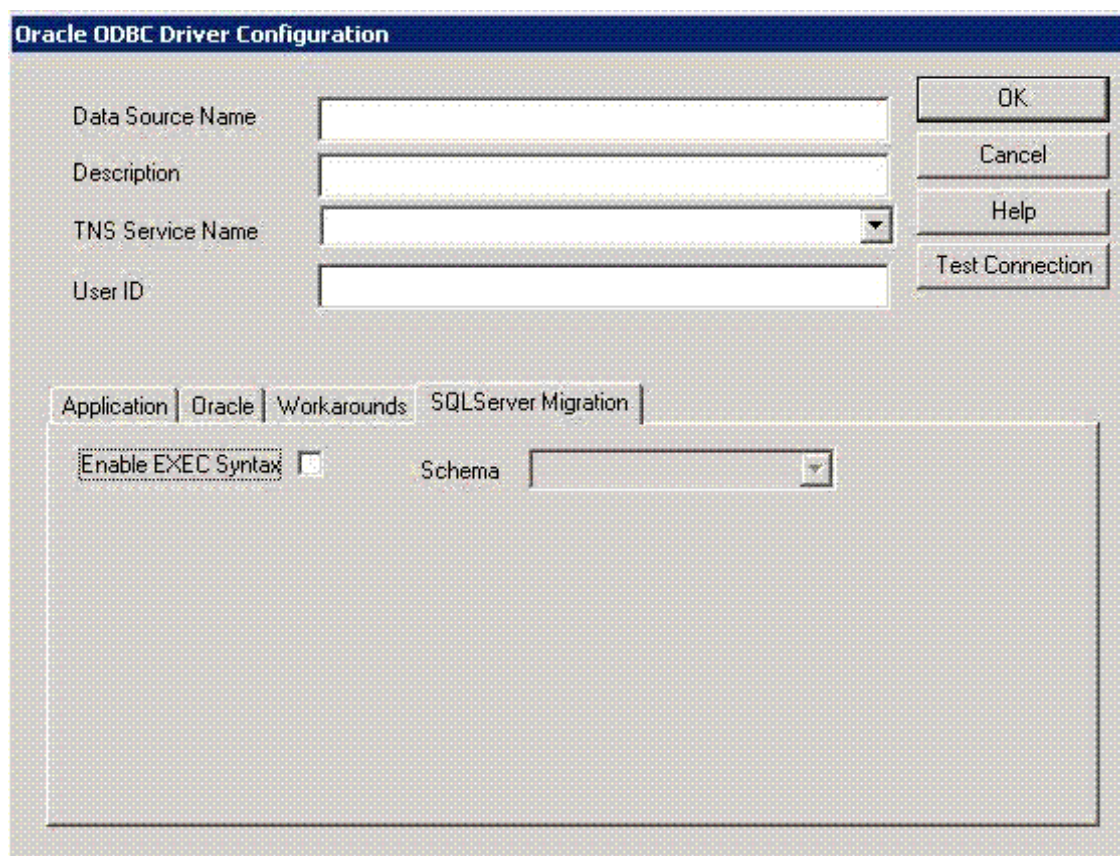 Oracle ODBC Driver Configuration
Data Source Name
OK
Description
Cancel
TNS Service Name
Help
User ID
Test Connection
Application
Oracle
Workarounds
SQLServer Migration
Enable EXEC Syntax
Schema